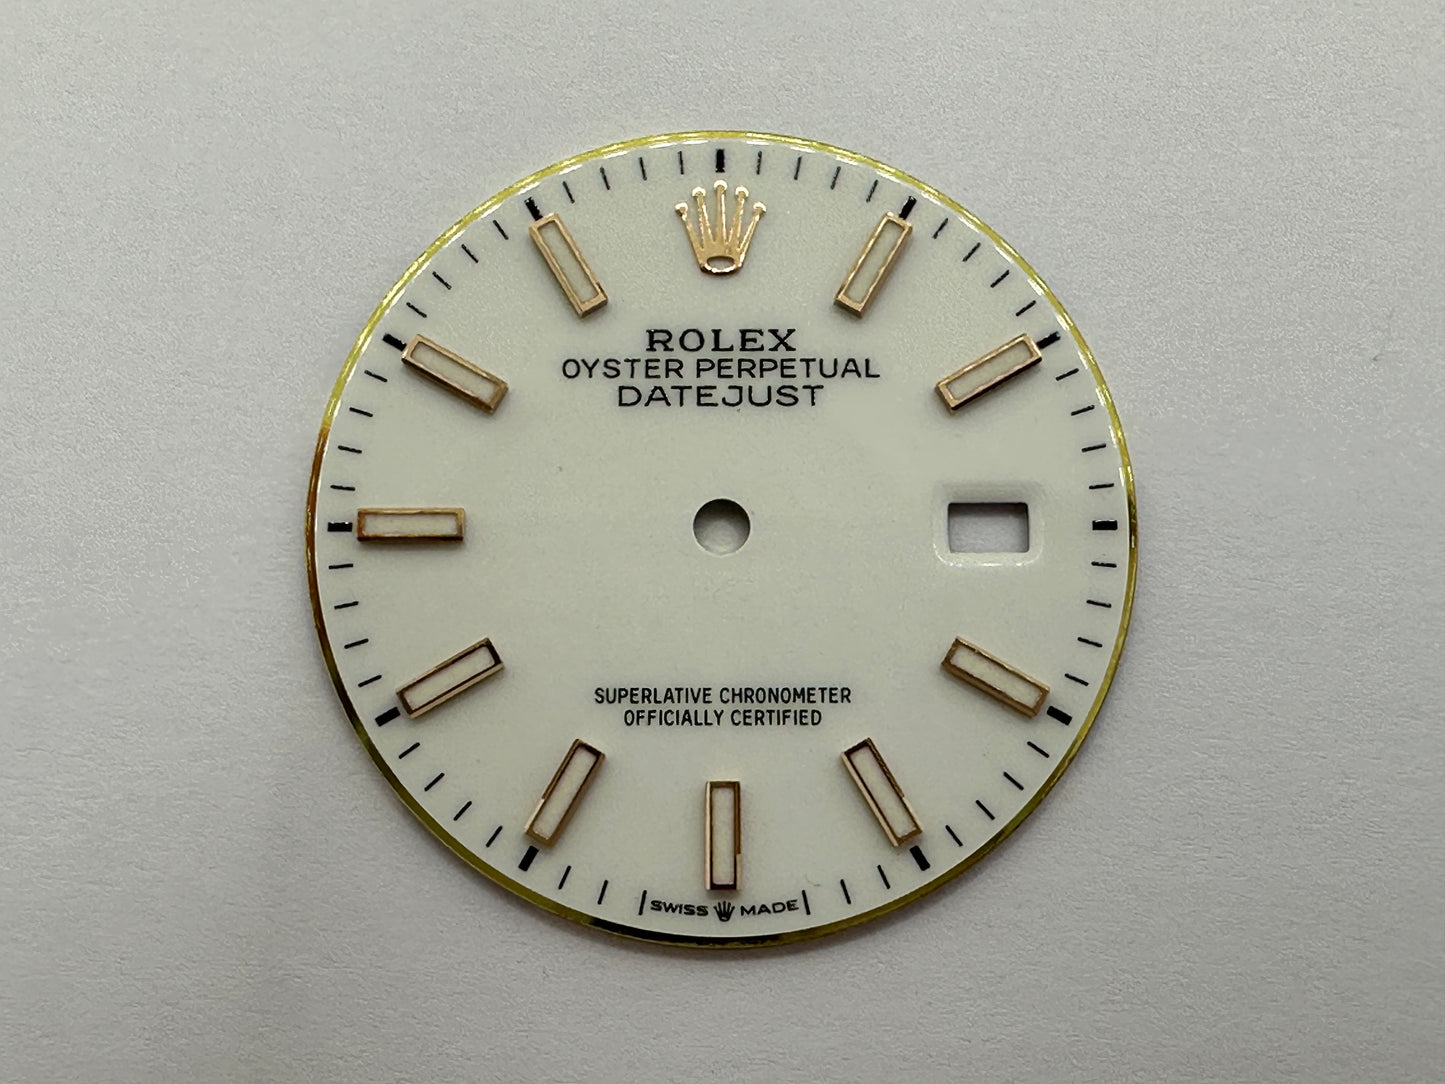 ROLEX
OYSTER PERPETUAL
DATEJUST
SUPERLATIVE CHRONOMETER
OFFICIALLY CERTIFIED
SWISS MADE